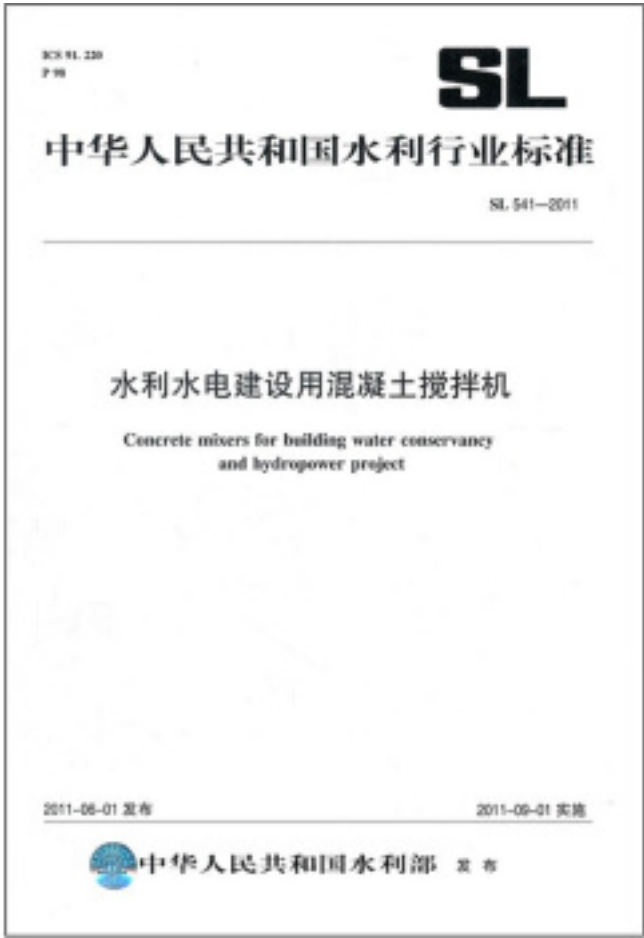 ICS 91. 220
P 98
SL
中华人民共和国水利行业标准
SL 541—2011
水利水电建设用混凝土搅拌机
Concrete mixers for building water conservancy
and hydropower project
2011-06-01 发布
2011-09-01 实施
中华人民共和国水利部 发布